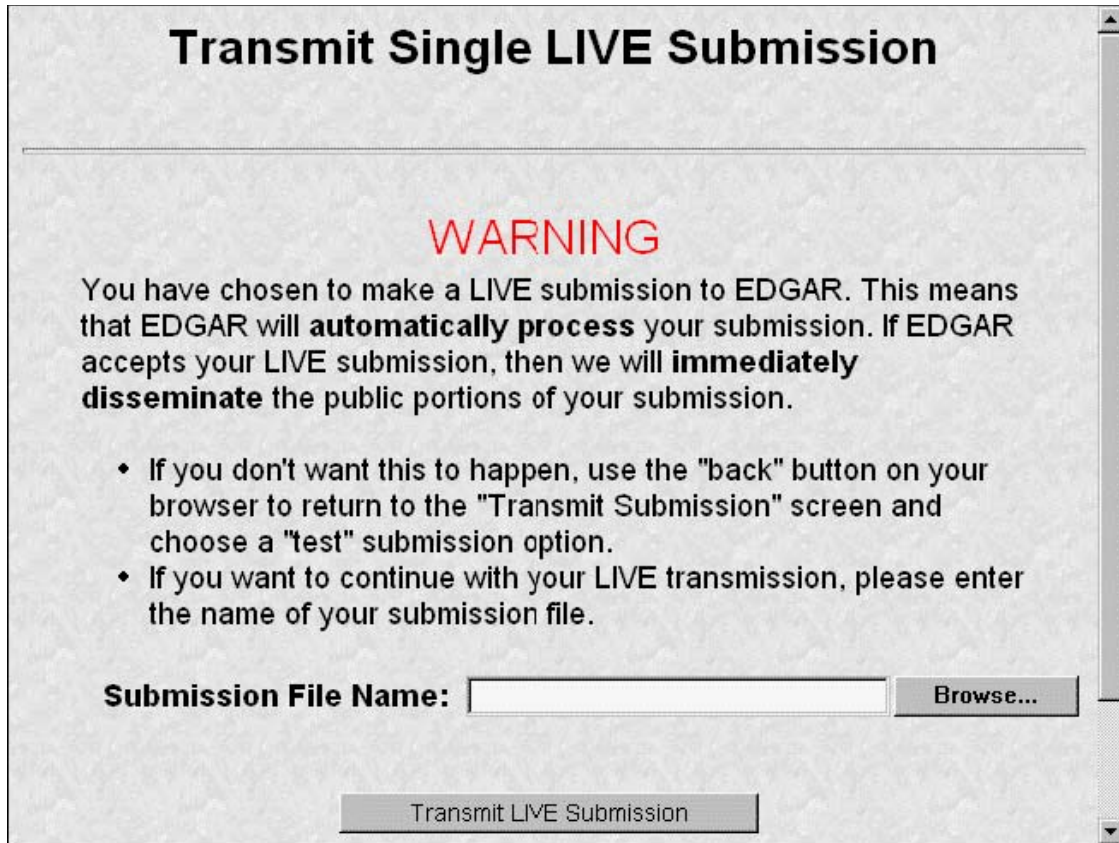 Transmit Single LIVE Submission
WARNING
You have chosen to make a LIVE submission to EDGAR. This means
that EDGAR will automatically process your submission. If EDGAR
accepts your LIVE submission, then we will immediately
disseminate the public portions of your submission.
• If you don't want this to happen, use the "back" button on your
browser to return to the "Transmit Submission" screen and
choose a "test" submission option.
• If you want to continue with your LIVE transmission, please enter
the name of your submission file.
Submission File Name: Browse...
Transmit LIVE Submission